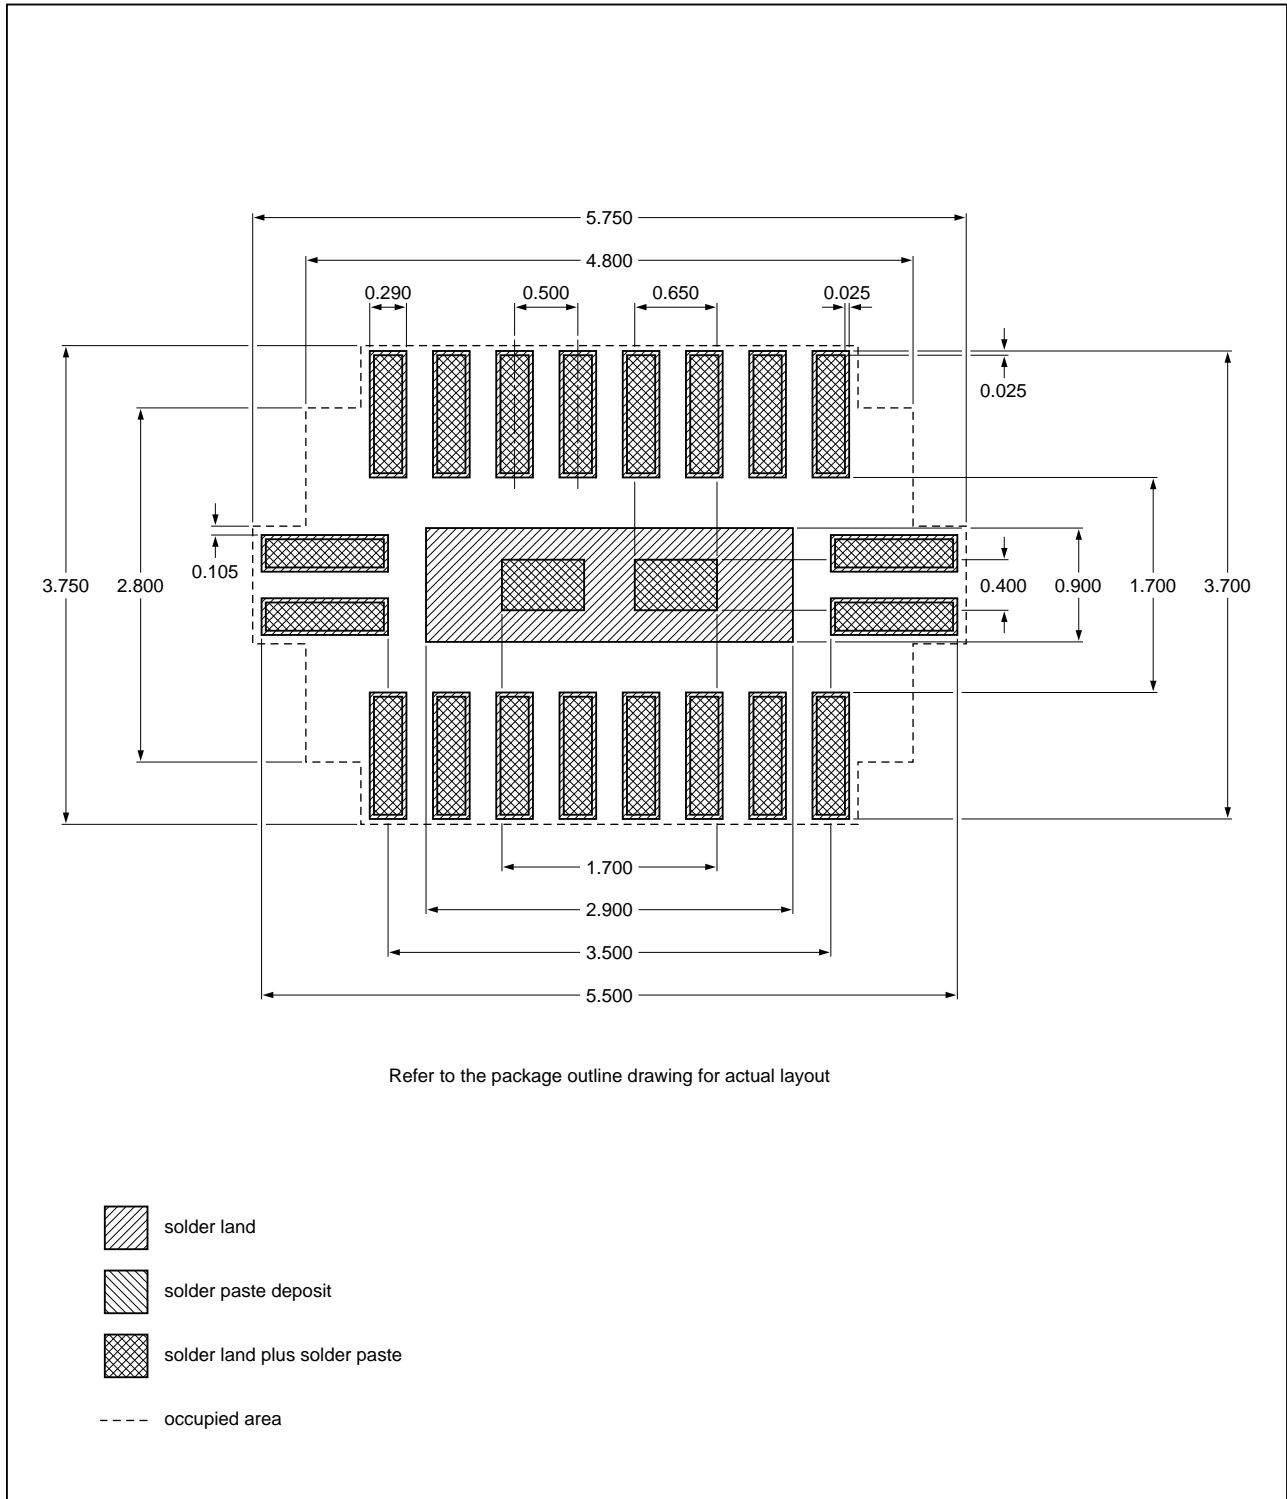 5.750
4.800
0.290 0.500 0.650 0.025
0.025
0.105
3.750 2.800 0.400 0.900 1.700 3.700
1.700
2.900
3.500
5.500
Refer to the package outline drawing for actual layout
solder land
solder paste deposit
solder land plus solder paste
occupied area